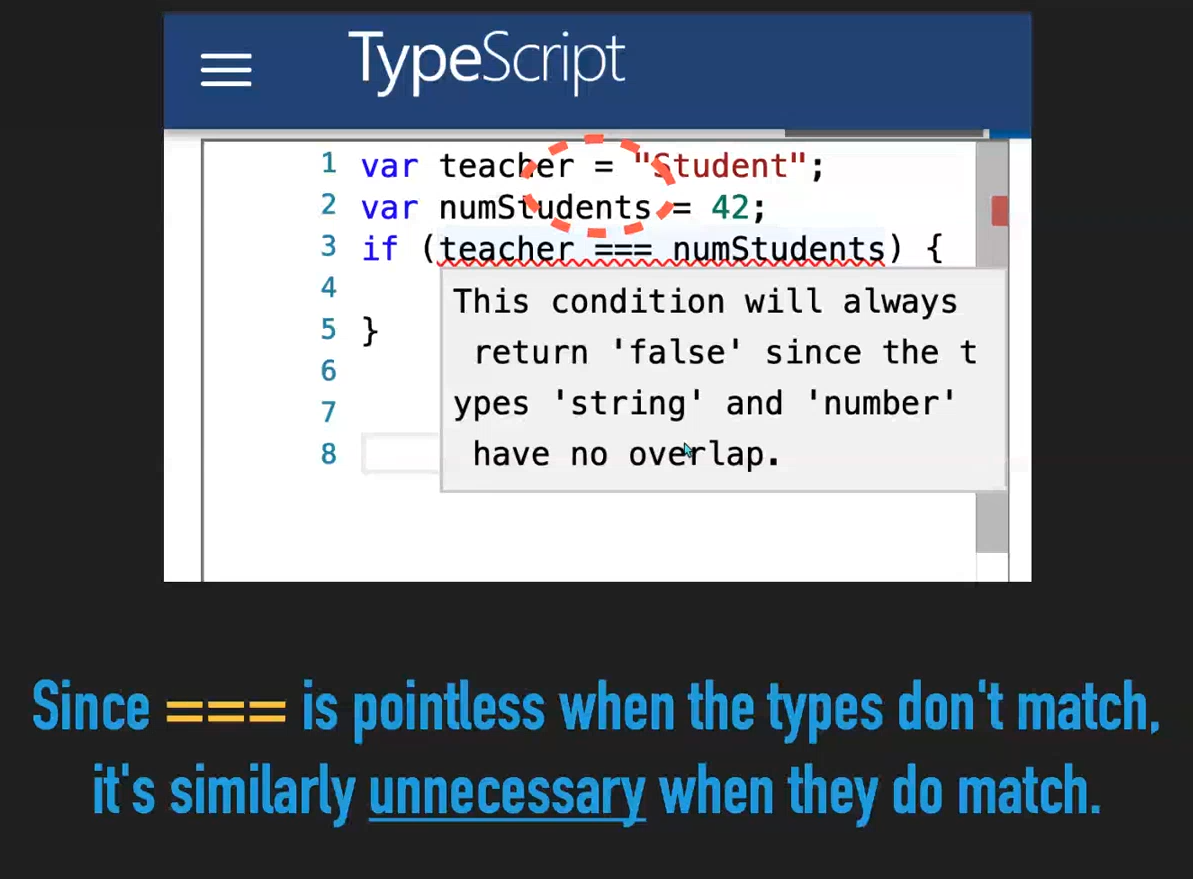 TypeScript
1 var teacher = "Student";
2 var numStudents = 42;
3 if (teacher === numStudents) {
4
This condition will always
5 }
return 'false' since the t
6
ypes 'string' and 'number'
7
have no overlap.
8
Since === is pointless when the types don't match,
it's similarly unnecessary when they do match.